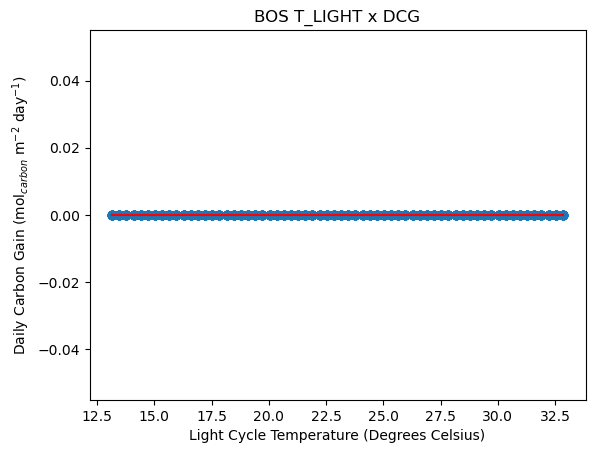 BOS T_LIGHT x DCG
Daily Carbon Gain (mol_carbon m⁻² day⁻¹)
0.04
0.02
0.00
−0.02
−0.04
12.5 15.0 17.5 20.0 22.5 25.0 27.5 30.0 32.5
Light Cycle Temperature (Degrees Celsius)